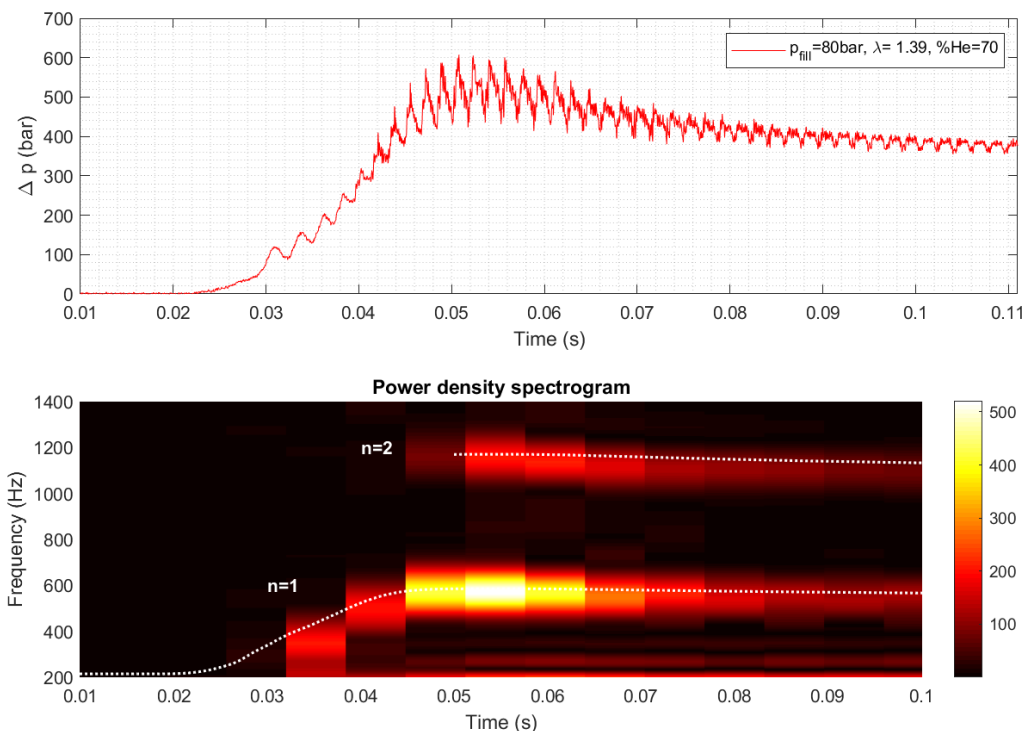 700
600
500
400
300
200
100
0
Δ p (bar)
p_fill=80bar, λ= 1.39, %He=70
0.01 0.02 0.03 0.04 0.05 0.06 0.07 0.08 0.09 0.1 0.11
Time (s)
Power density spectrogram
1400
1200
1000
800
600
400
200
Frequency (Hz)
n=2
n=1
500
400
300
200
100
0.01 0.02 0.03 0.04 0.05 0.06 0.07 0.08 0.09 0.1
Time (s)